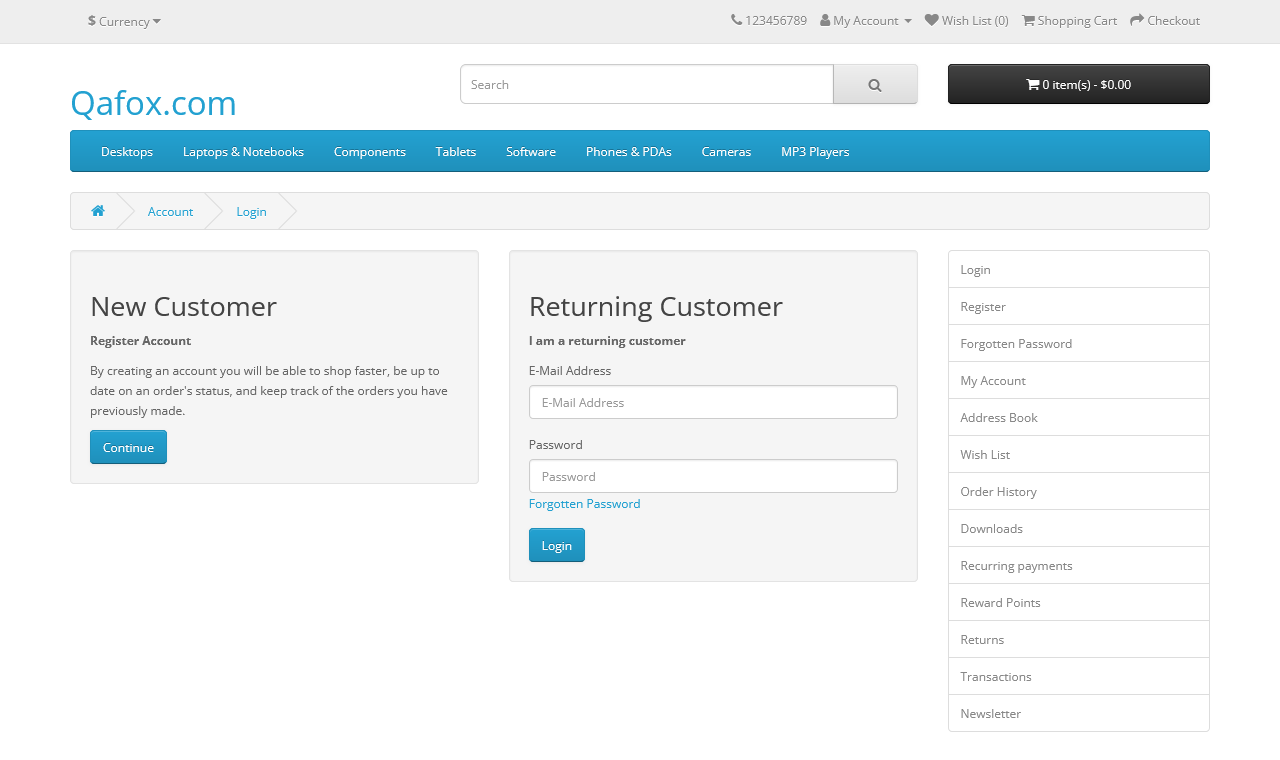 $ Currency
123456789 My Account Wish List (0) Shopping Cart Checkout
Qafox.com
Search
0 item(s) - $0.00
Desktops Laptops & Notebooks Components Tablets Software Phones & PDAs Cameras MP3 Players
Account Login
New Customer
Register Account
By creating an account you will be able to shop faster, be up to
date on an order's status, and keep track of the orders you have
previously made.
Continue
Returning Customer
I am a returning customer
E-Mail Address
E-Mail Address
Password
Password
Forgotten Password
Login
Login
Register
Forgotten Password
My Account
Address Book
Wish List
Order History
Downloads
Recurring payments
Reward Points
Returns
Transactions
Newsletter